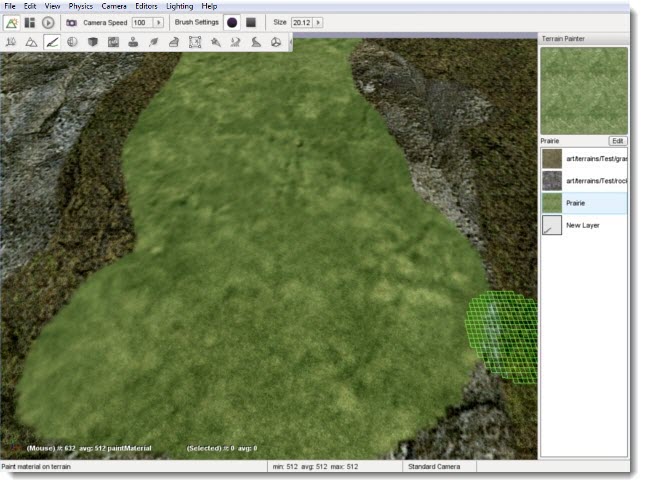 File Edit View Physics Camera Editors Lighting Help
Camera Speed 100 Brush Settings Size 20.12
Terrain Painter
Prairie Edit
art/terrains/Test/gras
art/terrains/Test/rocl
Prairie
New Layer
(Mouse) #: 632 avg: 512 paintMaterial (Selected) #: 0 avg: 0
Paint material on terrain min: 512 avg: 512 max: 512 Standard Camera